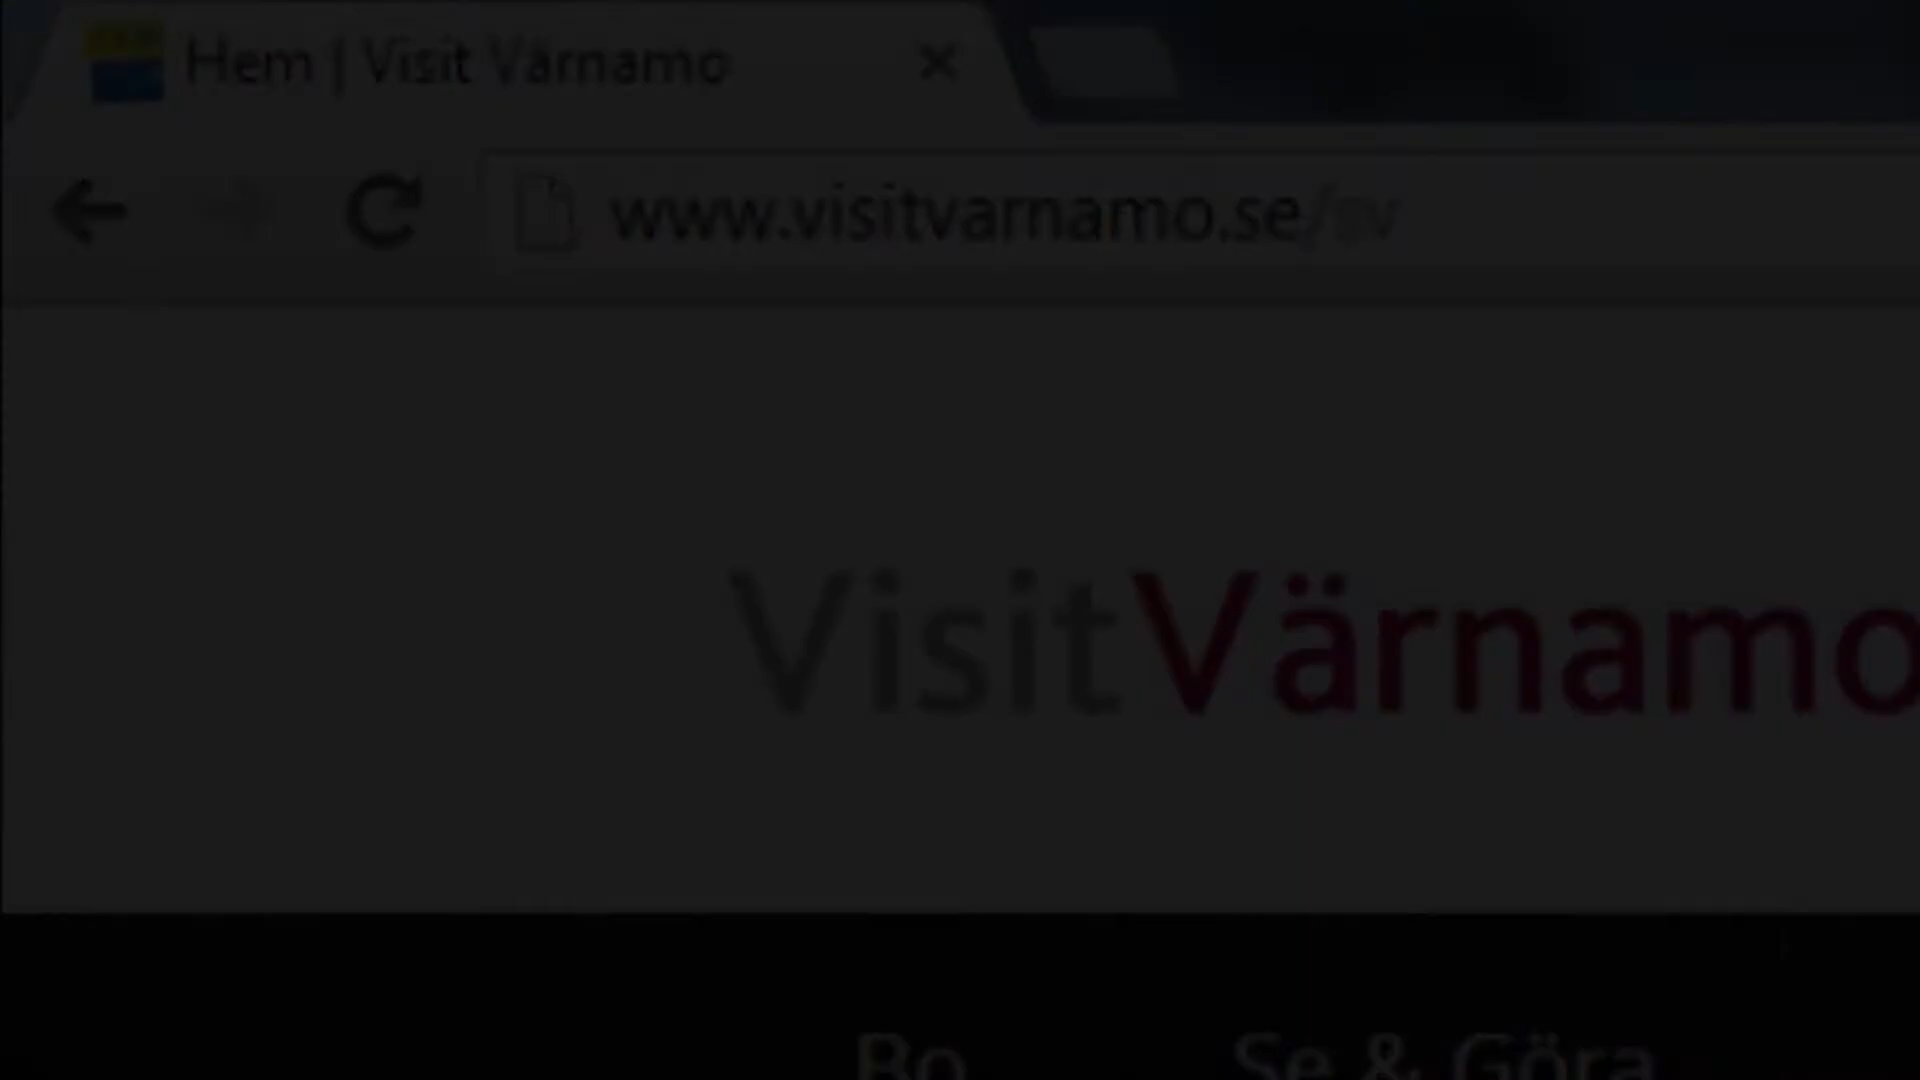 Hem | Visit Värnamo
www.visitvarnamo.se/sv
VisitVärnamo
Bo
Se & Göra